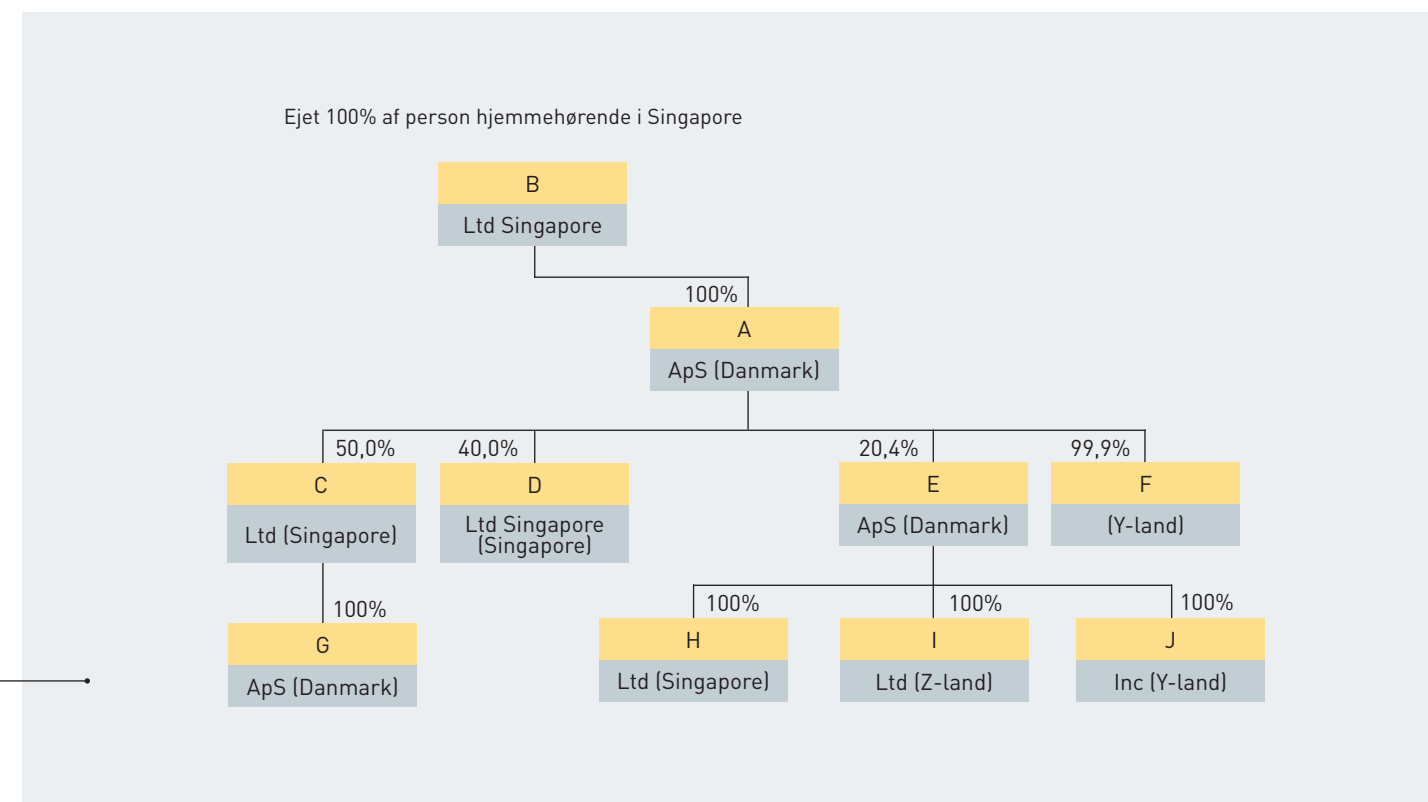 Ejet 100% af person hjemmehørende i Singapore
B
Ltd Singapore
100%
A
ApS (Danmark)
50,0%
40,0%
20,4%
99,9%
C
D
E
F
Ltd (Singapore)
Ltd Singapore
(Singapore)
ApS (Danmark)
(Y-land)
100%
100%
100%
100%
G
H
I
J
ApS (Danmark)
Ltd (Singapore)
Ltd (Z-land)
Inc (Y-land)